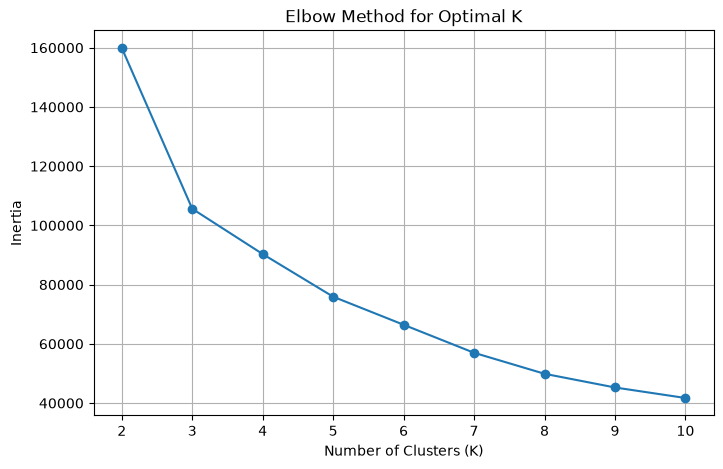 Elbow Method for Optimal K
160000
140000
120000
100000
80000
60000
40000
Inertia
2 3 4 5 6 7 8 9 10
Number of Clusters (K)